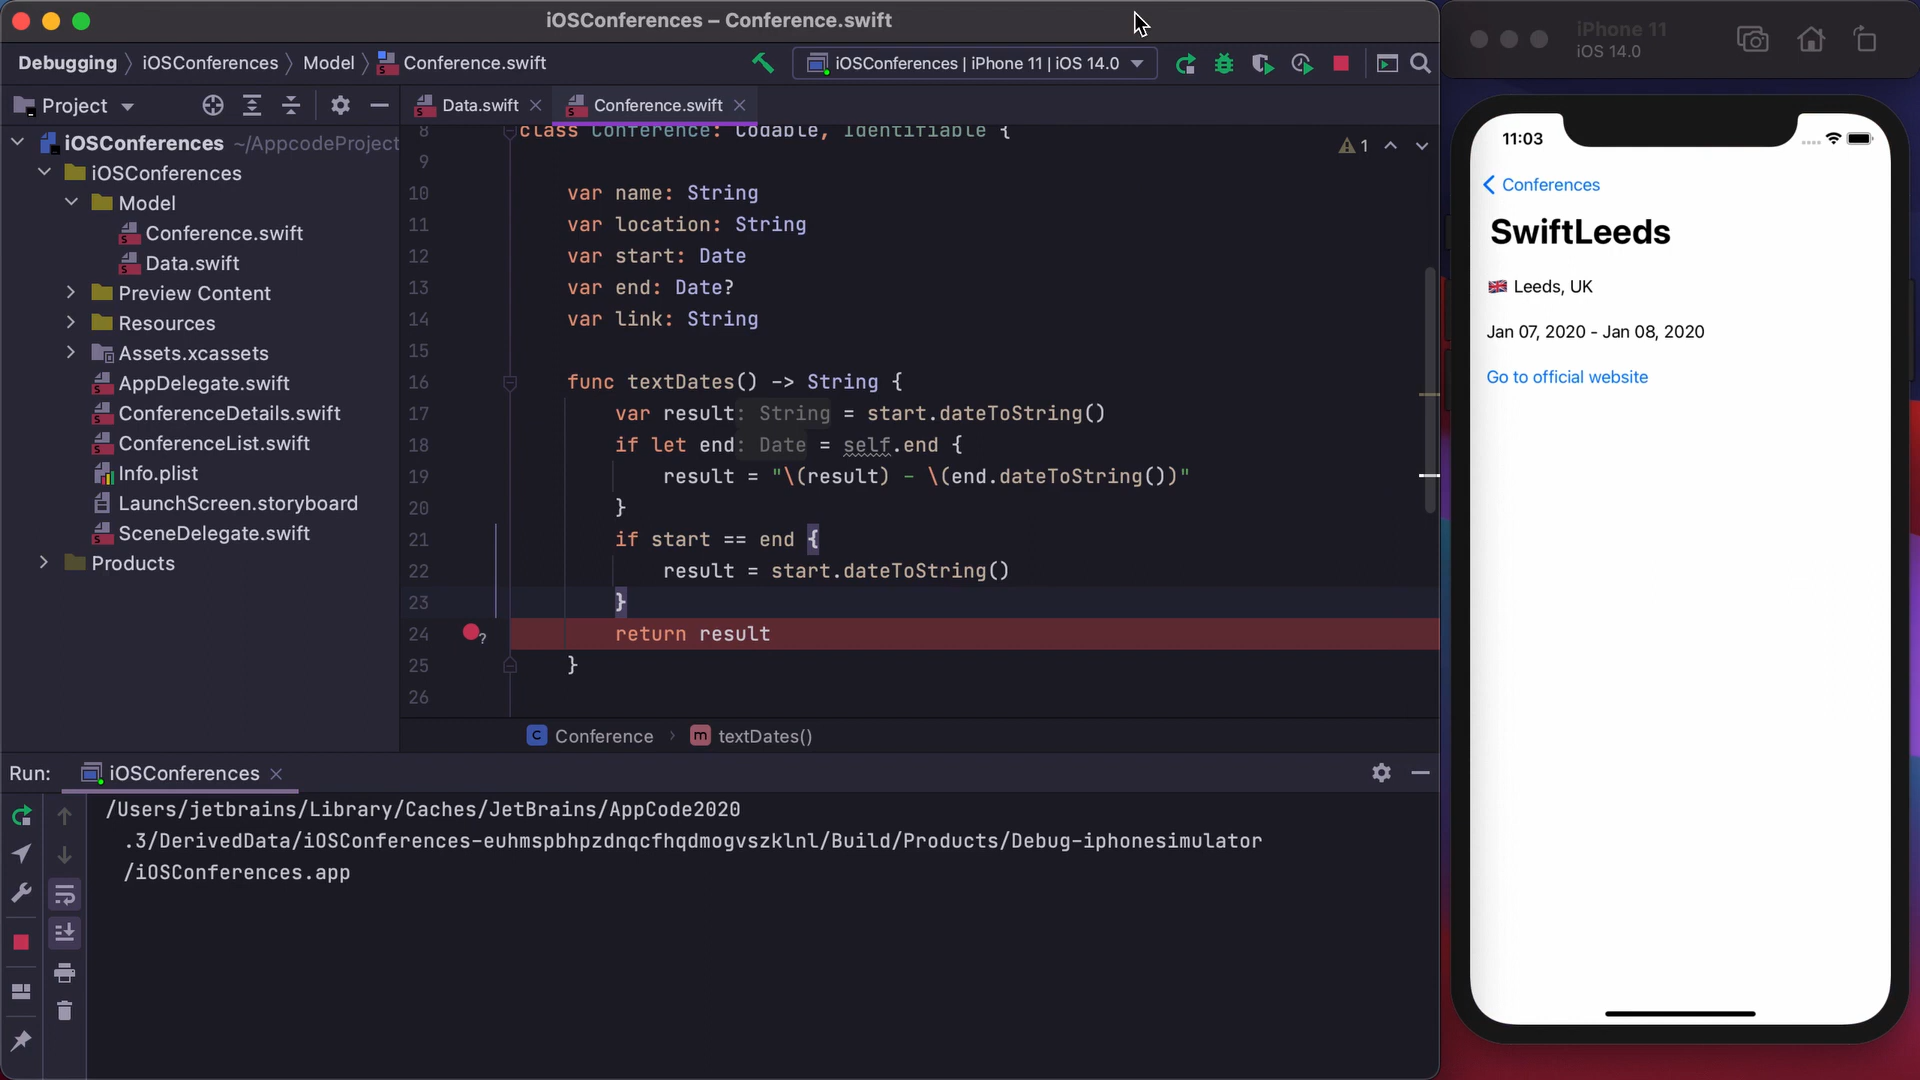 iOSConferences – Conference.swift
Debugging
iOSConferences
Model
Conference.swift
iOSConferences | iPhone 11 | iOS 14.0
Project
Data.swift
Conference.swift
iOSConferences ~/AppcodeProject
iOSConferences
Model
Conference.swift
Data.swift
Preview Content
Resources
Assets.xcassets
AppDelegate.swift
ConferenceDetails.swift
ConferenceList.swift
Info.plist
LaunchScreen.storyboard
SceneDelegate.swift
Products
1
8 class Conference: Codable, Identifiable {
9
10 var name: String
11 var location: String
12 var start: Date
13 var end: Date?
14 var link: String
15
16 func textDates() -> String {
17 var result: String = start.dateToString()
18 if let end: Date = self.end {
19 result = "\(result) - \(end.dateToString())"
20 }
21 if start == end {
22 result = start.dateToString()
23 }
24 return result
25 }
26
C Conference
m textDates()
Run:
iOSConferences
/Users/jetbrains/Library/Caches/JetBrains/AppCode2020
.3/DerivedData/iOSConferences-euhmspbhpzdnqcfhqdmogvszklnl/Build/Products/Debug-iphonesimulator
/iOSConferences.app
iPhone 11
iOS 14.0
11:03
Conferences
SwiftLeeds
🇬🇧 Leeds, UK
Jan 07, 2020 - Jan 08, 2020
Go to official website